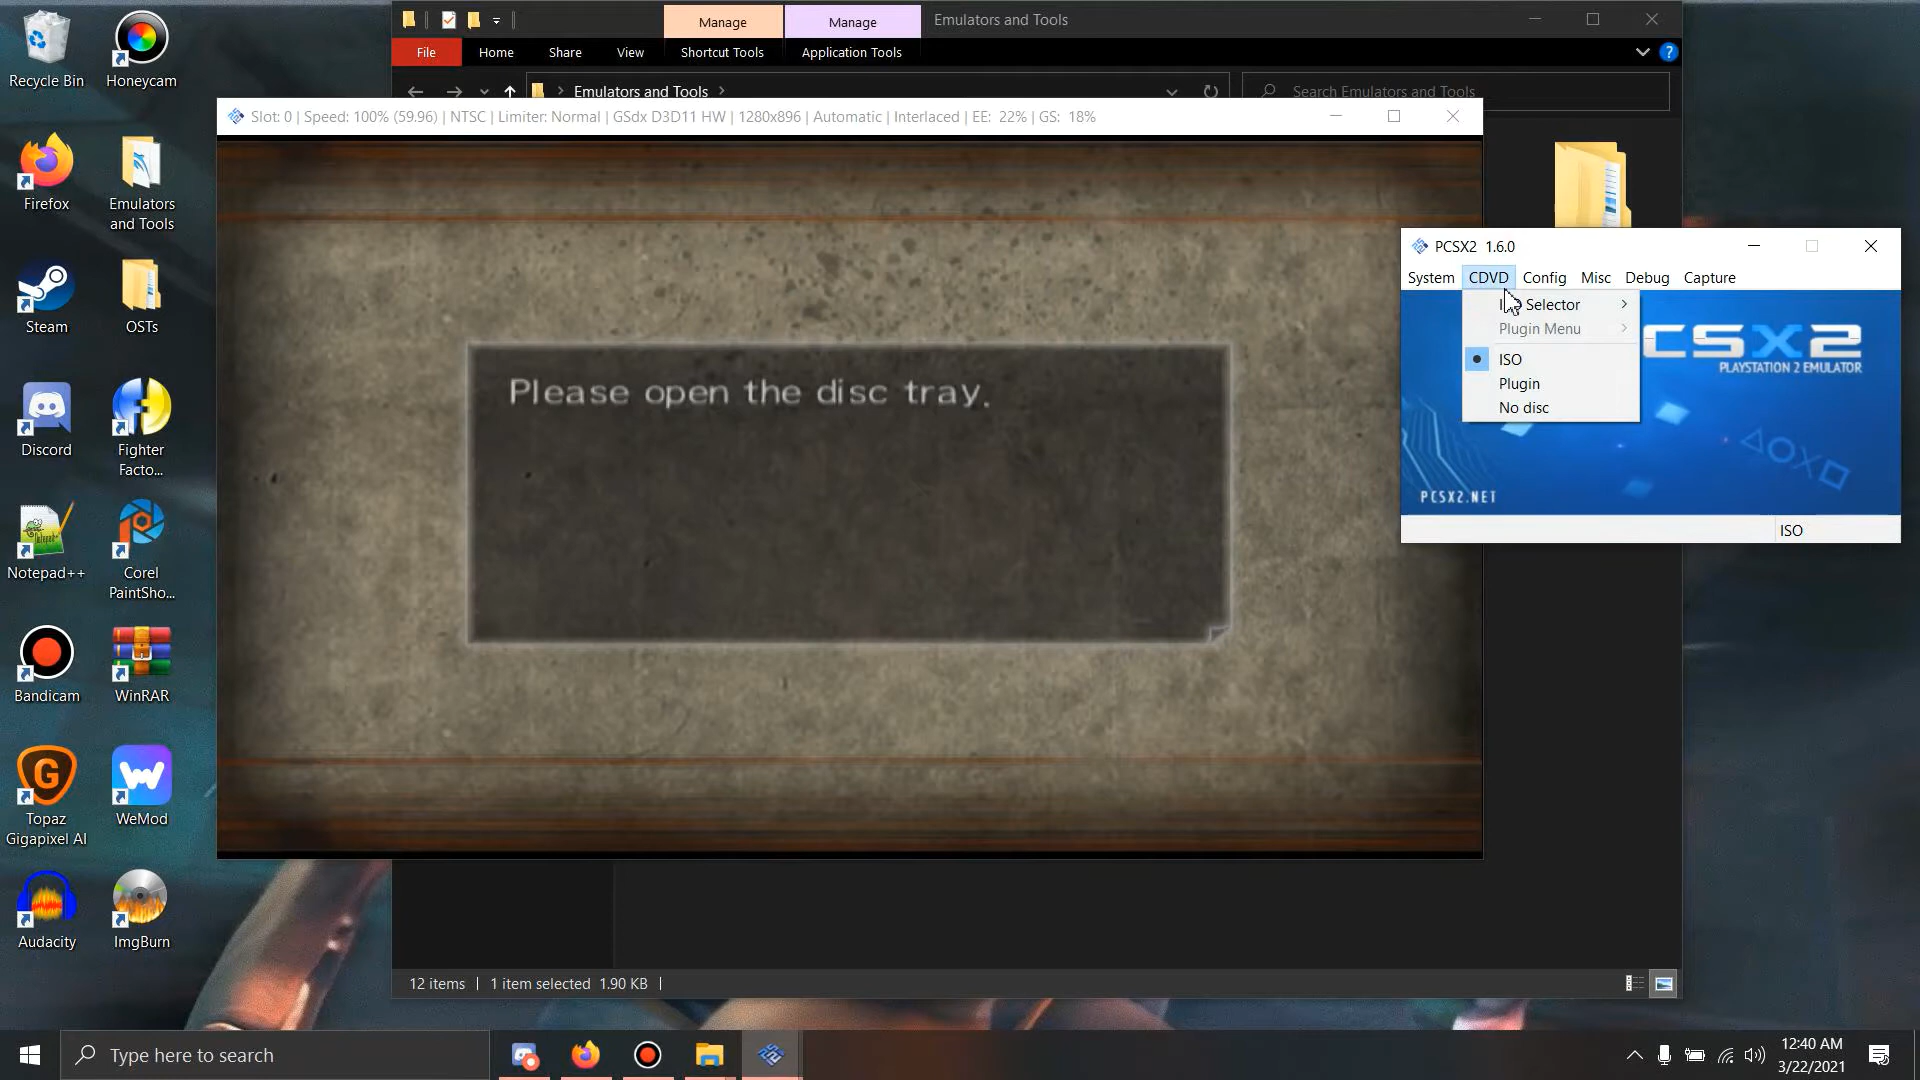 Recycle Bin
Honeycam
Firefox
Emulators
and Tools
Steam
OSTs
Discord
Fighter
Facto...
Notepad++
Corel
PaintSho...
Bandicam
WinRAR
Topaz
Gigapixel AI
WeMod
Audacity
ImgBurn
Manage
Manage
Emulators and Tools
File
Home
Share
View
Shortcut Tools
Application Tools
Emulators and Tools
Search Emulators and Tools
Slot: 0 | Speed: 100% (59.96) | NTSC | Limiter: Normal | GSdx D3D11 HW | 1280x896 | Automatic | Interlaced | EE: 22% | GS: 18%
Please open the disc tray.
PCSX2 1.6.0
System
CDVD
Config
Misc
Debug
Capture
Selector
Plugin Menu
ISO
Plugin
No disc
CSX2
PLAYSTATION 2 EMULATOR
PCSX2.NET
ISO
12 items
1 item selected 1.90 KB
Type here to search
12:40 AM
3/22/2021